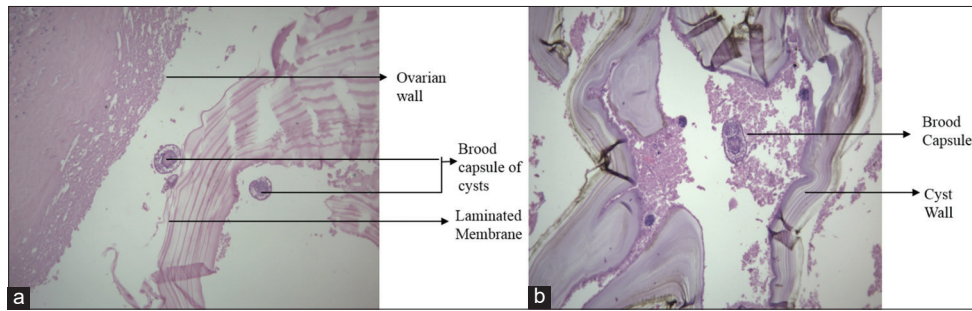 Ovarian
wall
Brood
capsule of
cysts
Laminated
Membrane
a
Brood
Capsule
Cyst
Wall
b